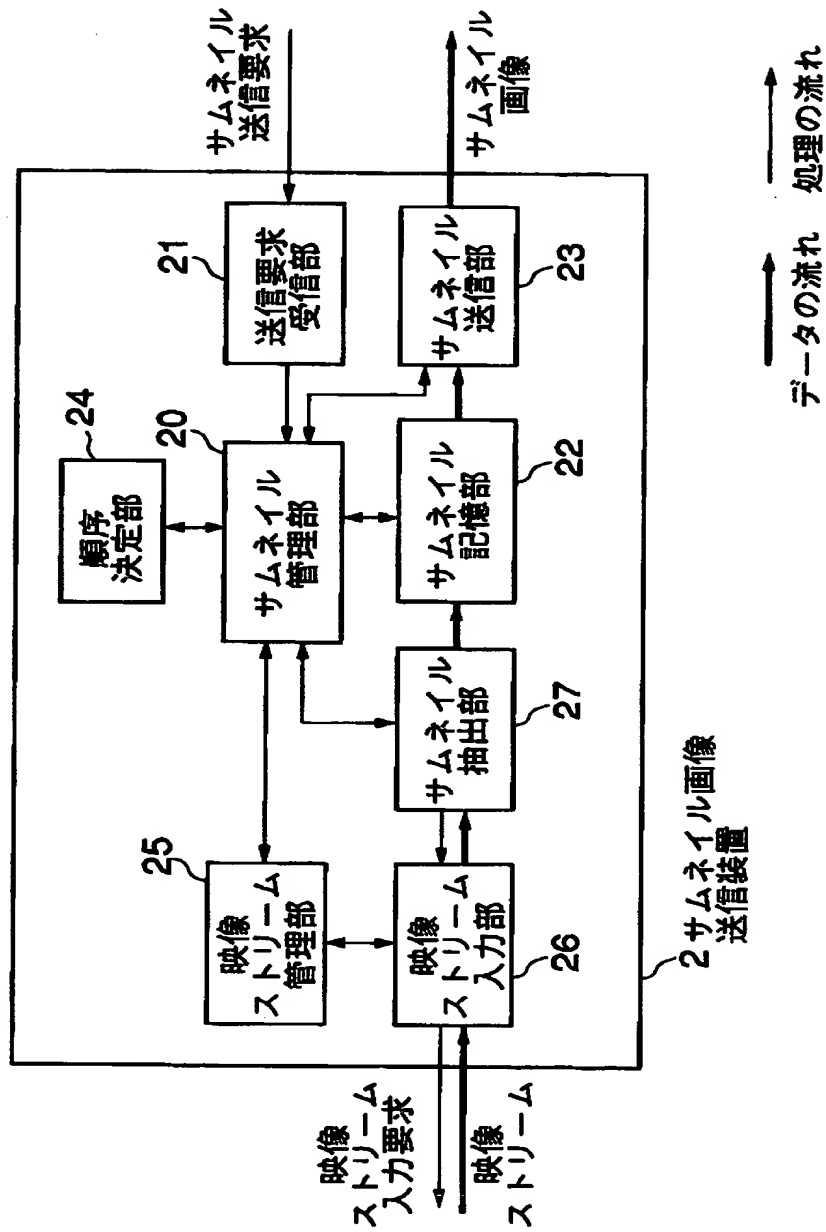 サムネイル
送信要求
サムネイル
画像
21
送信要求
受信部
サムネイル
送信部
23
24
順序
決定部
20
サムネイル
管理部
サムネイル
記憶部
22
サムネイル
抽出部
27
25
映像
ストリーム
管理部
映像
ストリーム
入力部
26
映像
ストリーム
入力要求
映像
ストリーム
2 サムネイル画像
送信装置
データの流れ
処理の流れ